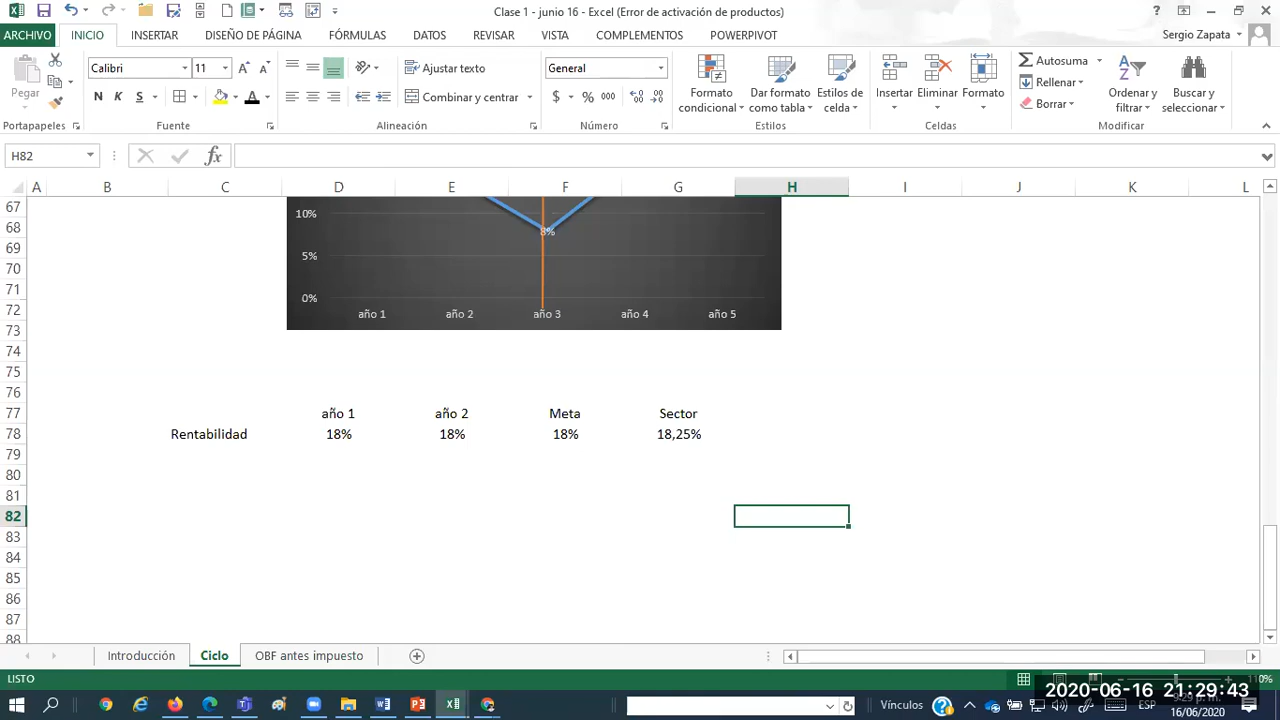 Clase 1 - junio 16 - Excel (Error de activación de productos)
ARCHIVO INICIO INSERTAR DISEÑO DE PÁGINA FÓRMULAS DATOS REVISAR VISTA COMPLEMENTOS POWERPIVOT Sergio Zapata
Calibri 11 Ajustar texto General Autosuma
Rellenar
Pegar N K S Combinar y centrar $ % 000 Formato condicional Dar formato como tabla Estilos de celda Insertar Eliminar Formato Borrar Ordenar y filtrar Buscar y seleccionar
Portapapeles Fuente Alineación Número Estilos Celdas Modificar
H82 fx
A B C D E F G H I J K L
67
68 10%
8%
69
70 5%
71
72 0%
año 1 año 2 año 3 año 4 año 5
73
74
75
76
77 año 1 año 2 Meta Sector
78 Rentabilidad 18% 18% 18% 18,25%
79
80
81
82
83
84
85
86
87
88
Introducción Ciclo OBF antes impuesto
LISTO 110%
2020-06-16 21:29:43
Vínculos ESP 9:29 p. m.
16/06/2020